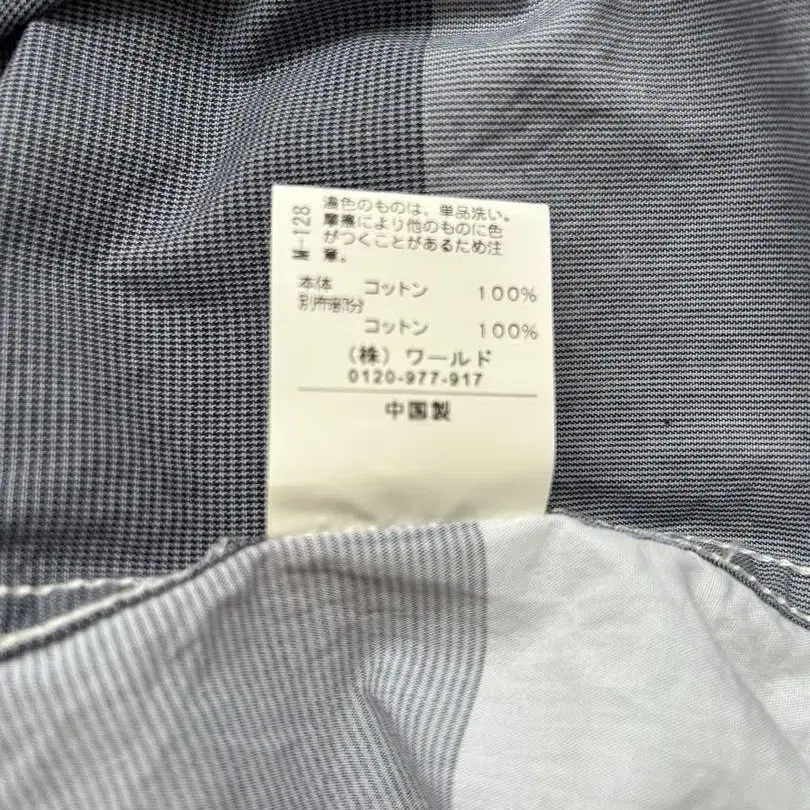 濃色のものは、単品洗い。
摩擦により他のものに色
がつくことがあるため注
意。
M-128
本体 コットン 100%
別布部分
コットン 100%
(株) ワールド
0120-977-917
中国製